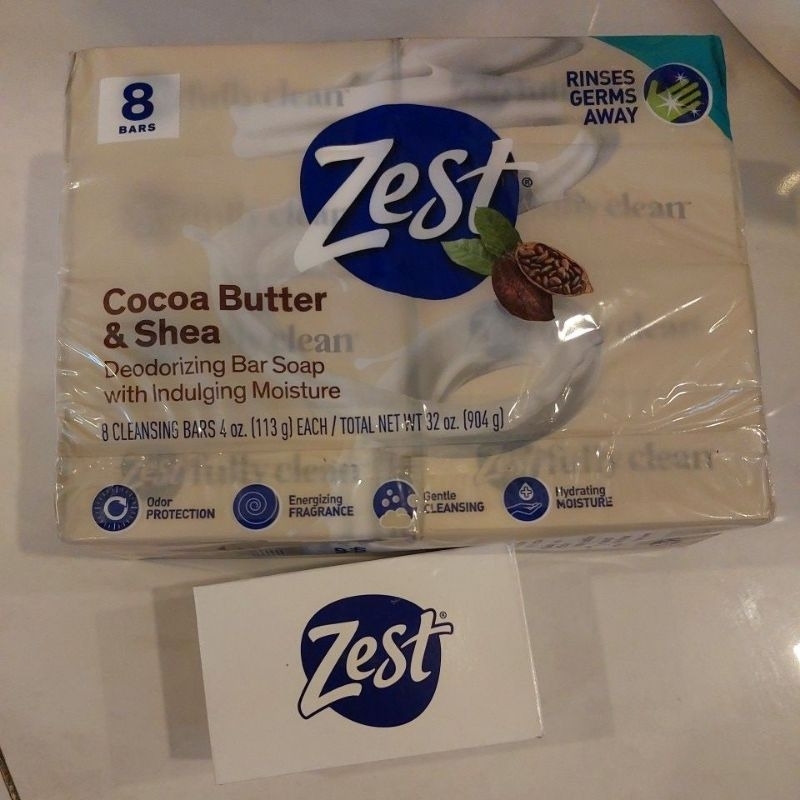 8
BARS
RINSES
GERMS
AWAY
Zest®
Cocoa Butter
& Shea
Deodorizing Bar Soap
with Indulging Moisture
8 CLEANSING BARS 4 oz. (113 g) EACH / TOTAL NET WT 32 oz. (904 g)
Odor
PROTECTION
Energizing
FRAGRANCE
Gentle
CLEANSING
Hydrating
MOISTURE
Zest®